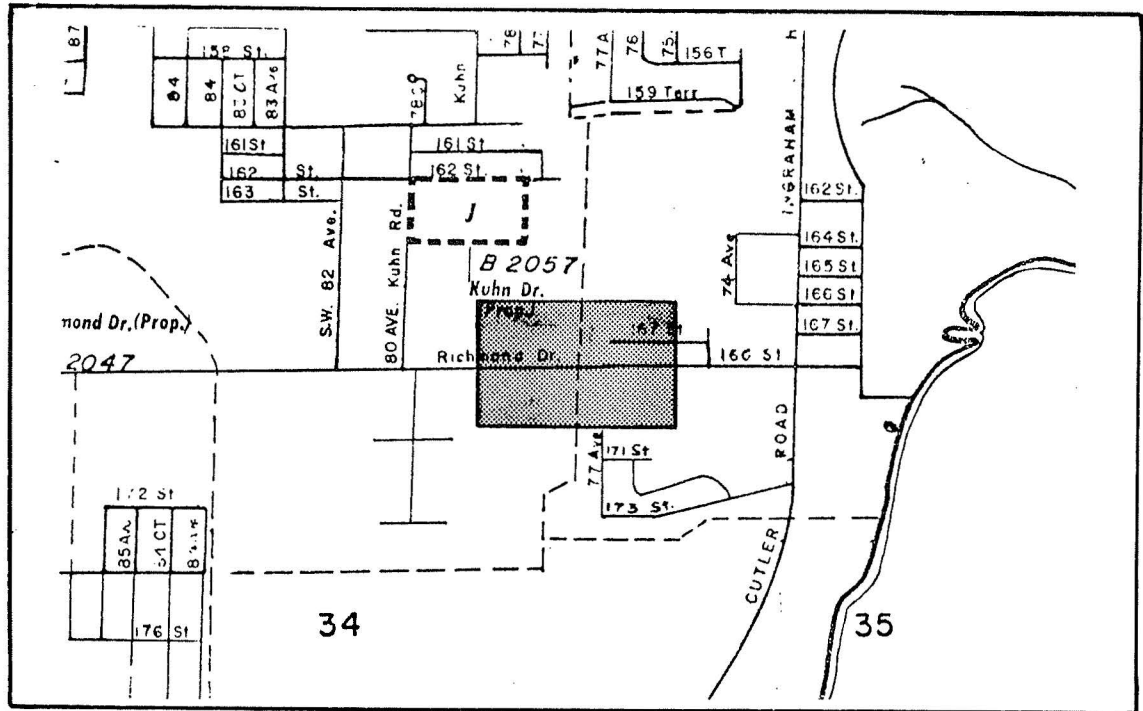 87
158 St.
84
84
83 CT
83 Ave
Kuhn
77 A
76
75
156 T
159 Terr
INGRAHAM H
161 St
161 St
162 St.
162 St.
163 St.
162 St.
J
S.W. 82 Ave.
80 AVE. Kuhn Rd.
B 2057
Kuhn Dr.
(Prop.)
74 Ave
164 St.
165 St
166 St
167 St.
mond Dr. (Prop.)
2047
167 St
Richmond Dr.
166 St
ROAD
77 Ave
171 St
173 St.
172 St
85 Av
84 CT
CUTLER
34
35
176 St